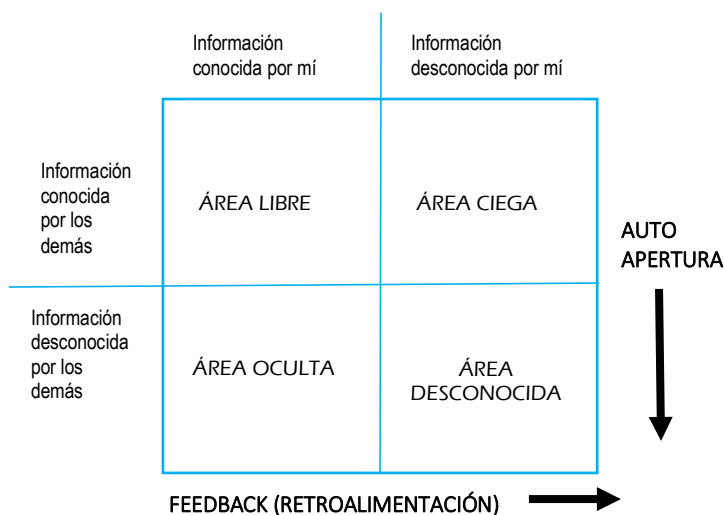 Información
conocida por mí
Información
desconocida por mí
Información
conocida
por los
demás
ÁREA LIBRE
ÁREA CIEGA
AUTO
APERTURA
Información
desconocida
por los
demás
ÁREA OCULTA
ÁREA
DESCONOCIDA
FEEDBACK (RETROALIMENTACIÓN)